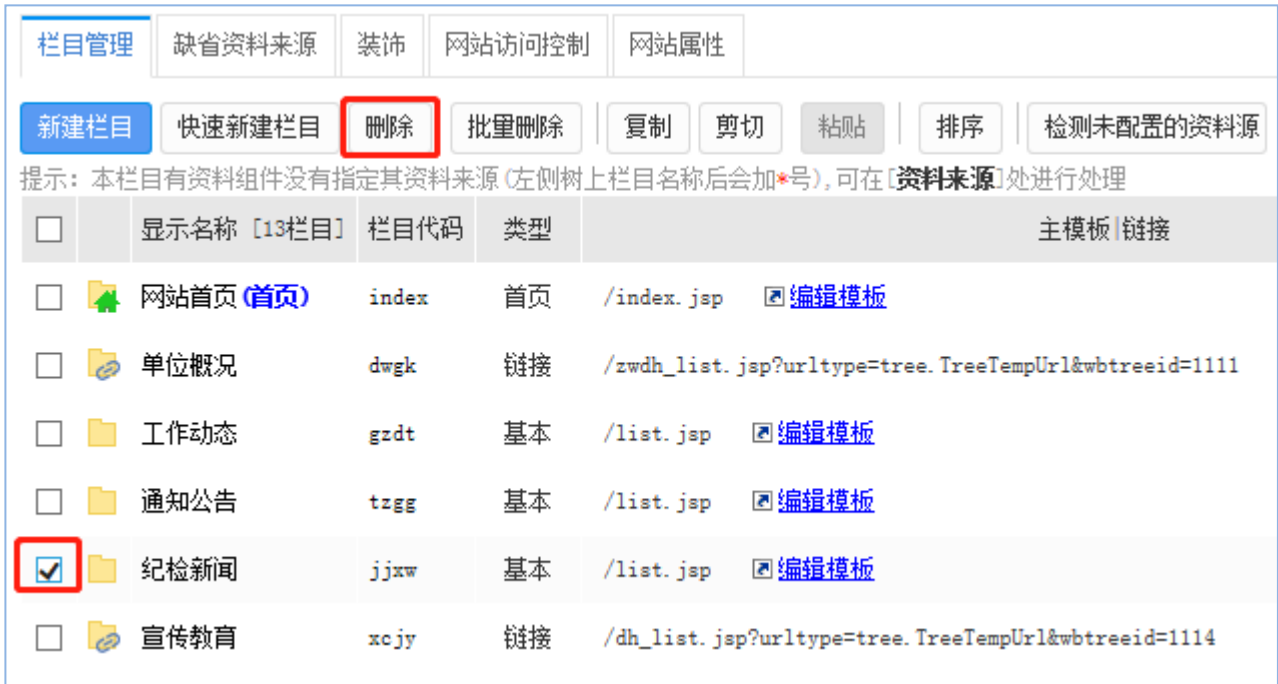 栏目管理 缺省资料来源 装饰 网站访问控制 网站属性
新建栏目 快速新建栏目 删除 批量删除 复制 剪切 粘贴 排序 检测未配置的资料源
提示: 本栏目有资料组件没有指定其资料来源(左侧树上栏目名称后会加*号),可在[资料来源]处进行处理
显示名称 [13栏目] 栏目代码 类型 主模板|链接
网站首页(首页) index 首页 /index.jsp 编辑模板
单位概况 dwgk 链接 /zwdh_list.jsp?urltype=tree.TreeTempUrl&wbtreeid=1111
工作动态 gzdt 基本 /list.jsp 编辑模板
通知公告 tzgg 基本 /list.jsp 编辑模板
纪检新闻 jjxw 基本 /list.jsp 编辑模板
宣传教育 xcjy 链接 /dh_list.jsp?urltype=tree.TreeTempUrl&wbtreeid=1114